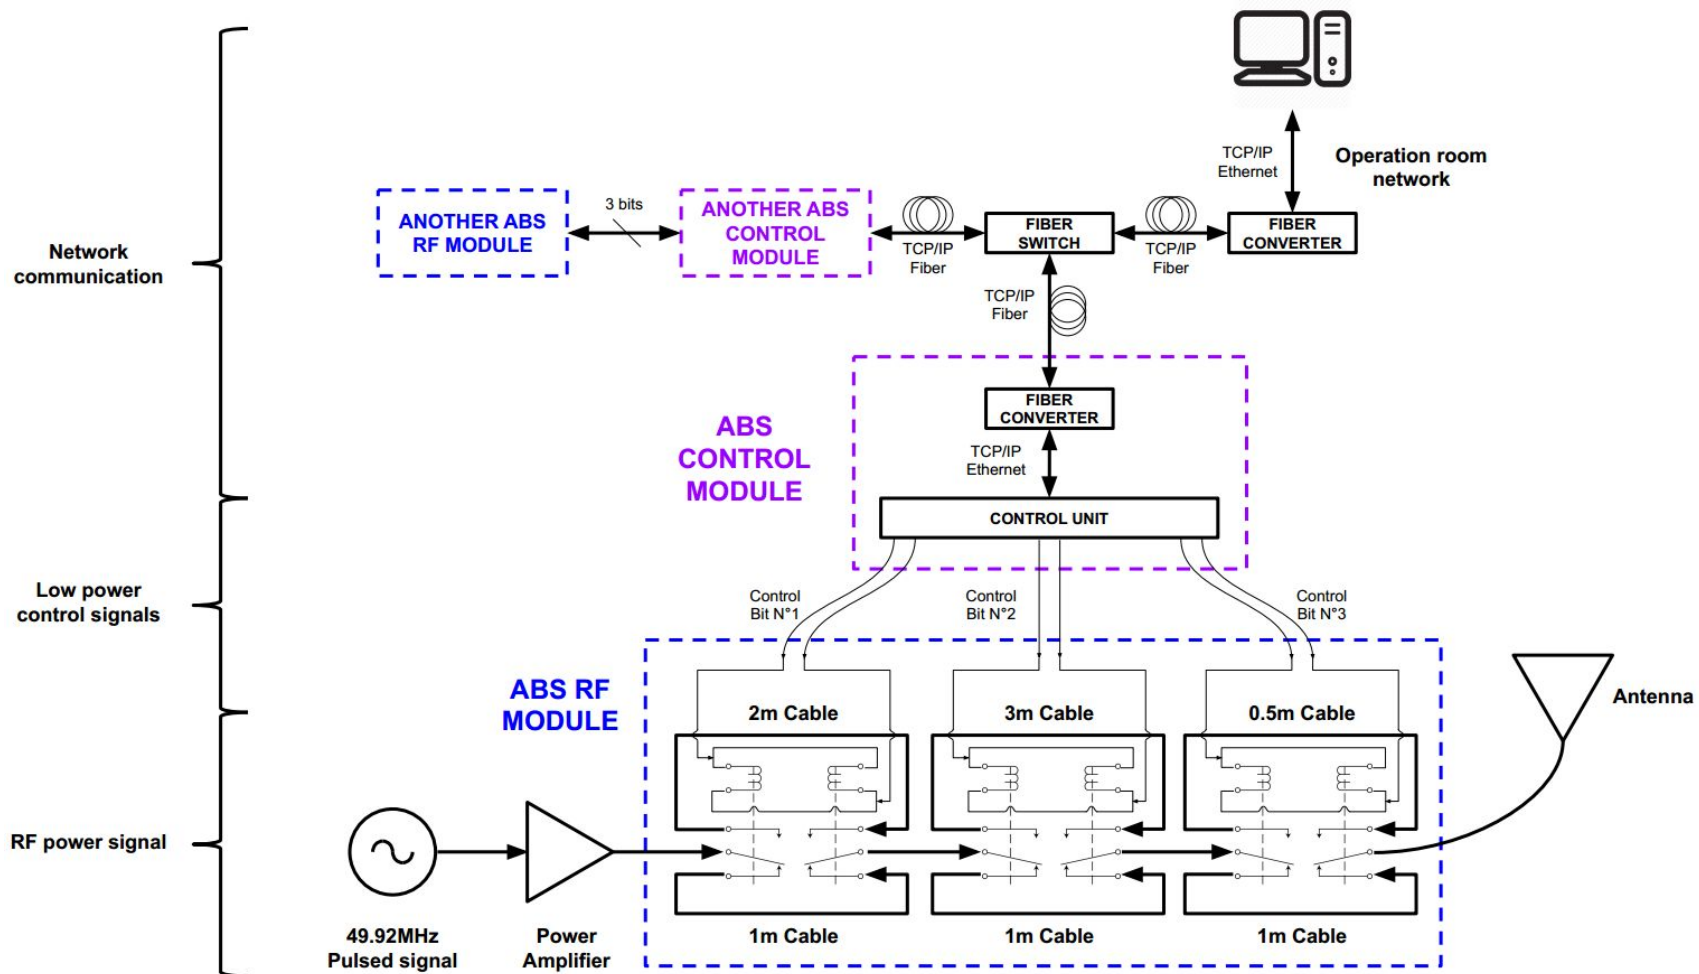 TCP/IP
Ethernet
Operation room
network
ANOTHER ABS
RF MODULE
3 bits
ANOTHER ABS
CONTROL
MODULE
TCP/IP
Fiber
FIBER
SWITCH
TCP/IP
Fiber
FIBER
CONVERTER
Network
communication
TCP/IP
Fiber
FIBER
CONVERTER
ABS
CONTROL
MODULE
TCP/IP
Ethernet
CONTROL UNIT
Low power
control signals
Control
Bit N°1
Control
Bit N°2
Control
Bit N°3
ABS RF
MODULE
2m Cable
3m Cable
0.5m Cable
Antenna
RF power signal
49.92MHz
Pulsed signal
Power
Amplifier
1m Cable
1m Cable
1m Cable